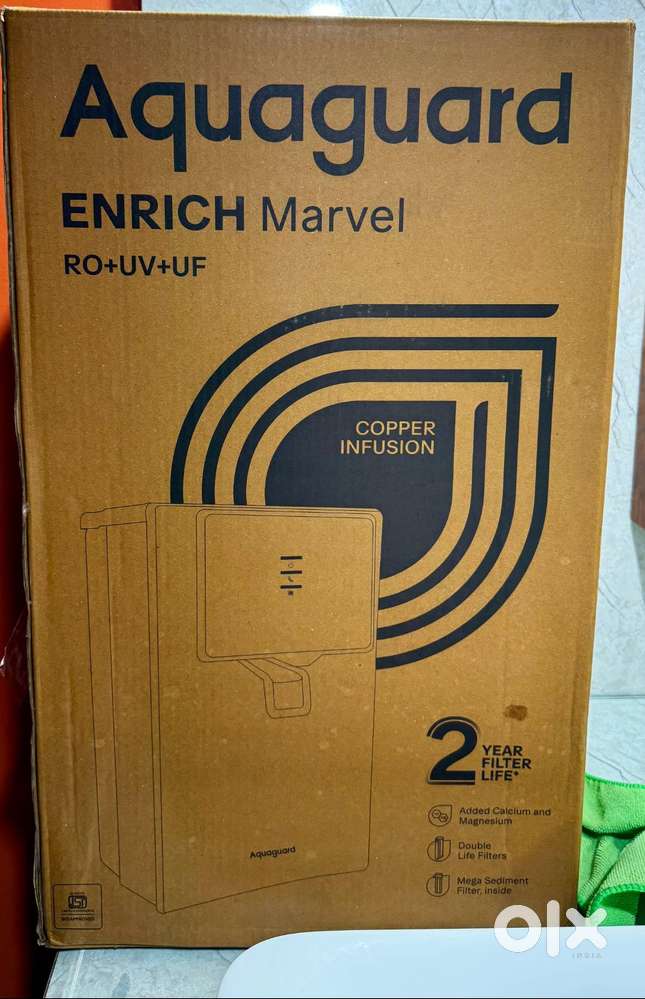 Aquaguard
ENRICH Marvel
RO+UV+UF
COPPER
INFUSION
2 YEAR
FILTER
LIFE*
Added Calcium and
Magnesium
Double
Life Filters
Mega Sediment
Filter, inside
Aquaguard
olx
INDIA